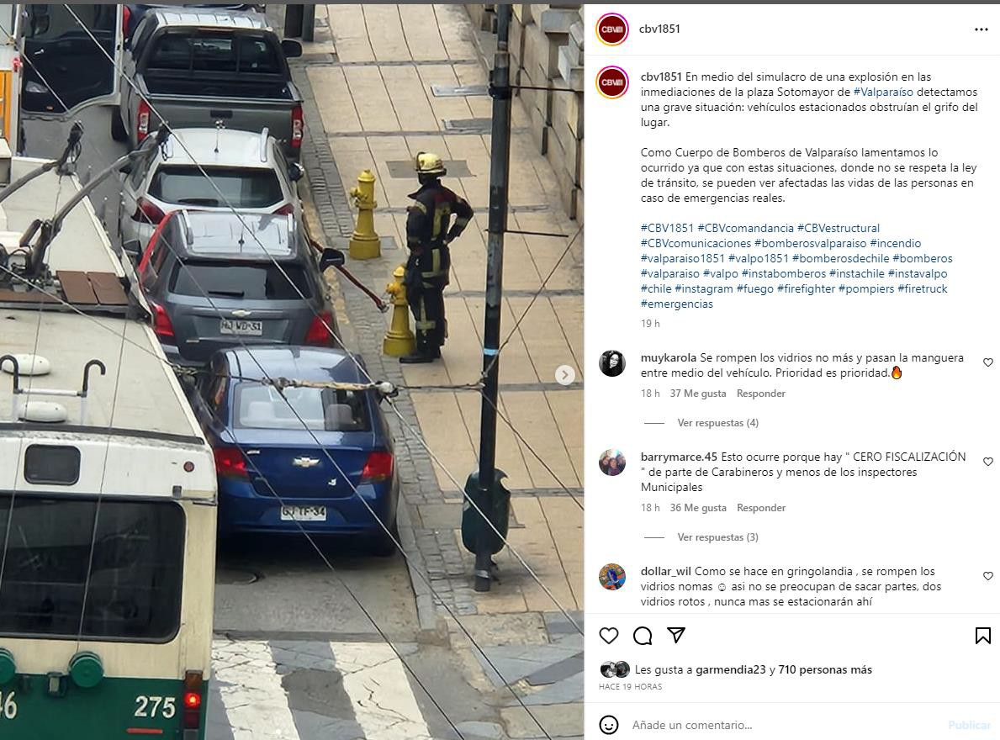 CBVIII
cbv1851
CBVIII
cbv1851 En medio del simulacro de una explosión en las
inmediaciones de la plaza Sotomayor de #Valparaíso detectamos
una grave situación: vehículos estacionados obstruían el grifo del
lugar.
Como Cuerpo de Bomberos de Valparaíso lamentamos lo
ocurrido ya que con estas situaciones, donde no se respeta la ley
de tránsito, se pueden ver afectadas las vidas de las personas en
caso de emergencias reales.
#CBV1851 #CBVcomandancia #CBVestructural
#CBVcomunicaciones #bomberosvalparaiso #incendio
#valparaiso1851 #valpo1851 #bomberosdechile #bomberos
#valparaiso #valpo #instabomberos #instachile #instavalpo
#chile #instagram #fuego #firefighter #pompiers #firetruck
#emergencias
19 h
muykarola Se rompen los vidrios no más y pasan la manguera
entre medio del vehículo. Prioridad es prioridad.🔥
18 h 37 Me gusta Responder
Ver respuestas (4)
barrymarce.45 Esto ocurre porque hay " CERO FISCALIZACIÓN
" de parte de Carabineros y menos de los inspectores
Municipales
18 h 36 Me gusta Responder
Ver respuestas (3)
dollar_wil Como se hace en gringolandia , se rompen los
vidrios nomas ☺ asi no se preocupan de sacar partes, dos
vidrios rotos , nunca mas se estacionarán ahí
Les gusta a garmendia23 y 710 personas más
HACE 19 HORAS
Añade un comentario...
Publicar
GJTF-34
275